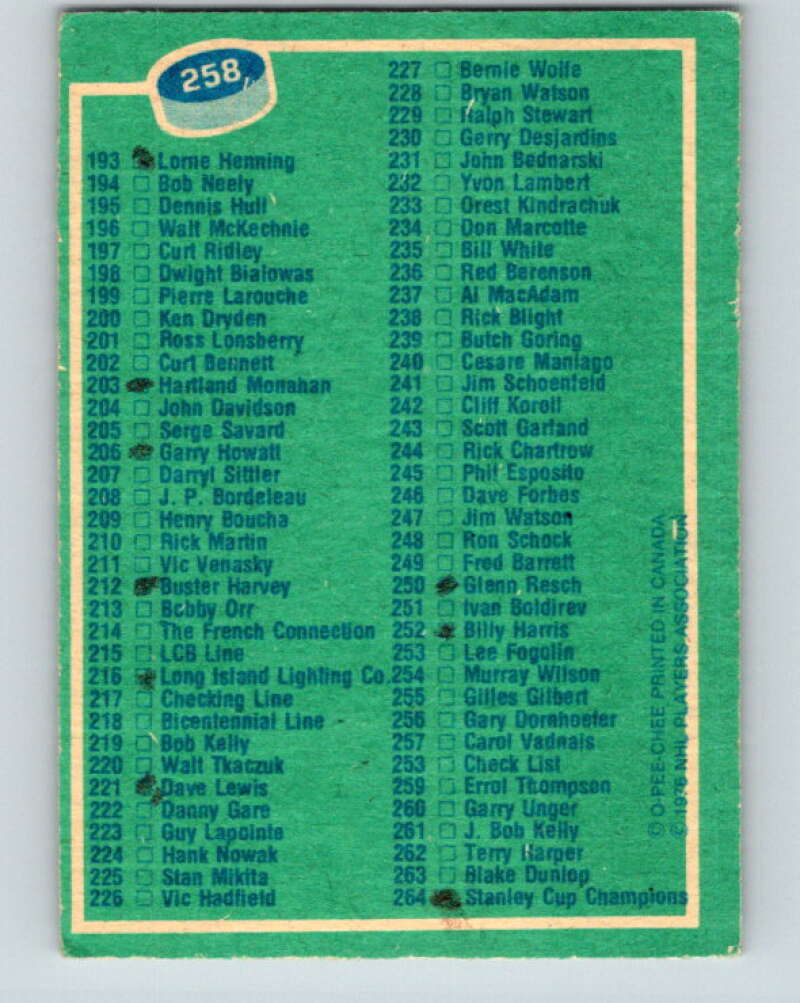 258
193 Lorne Henning
194 Bob Neely
195 Dennis Hull
196 Walt McKechnie
197 Curt Ridley
198 Dwight Bialowas
199 Pierre Larouche
200 Ken Dryden
201 Ross Lonsberry
202 Curt Bennett
203 Hartland Monahan
204 John Davidson
205 Serge Savard
206 Garry Howatt
207 Darryl Sittler
208 J. P. Bordeleau
209 Henry Boucha
210 Rick Martin
211 Vic Venasky
212 Buster Harvey
213 Bobby Orr
214 The French Connection
215 LCB Line
216 Long Island Lighting Co.
217 Checking Line
218 Bicentennial Line
219 Bob Kelly
220 Walt Tkaczuk
221 Dave Lewis
222 Danny Gare
223 Guy Lapointe
224 Hank Nowak
225 Stan Mikita
226 Vic Hadfield
227 Bernie Wolfe
228 Bryan Watson
229 Ralph Stewart
230 Gerry Desjardins
231 John Bednarski
232 Yvon Lambert
233 Orest Kindrachuk
234 Don Marcotte
235 Bill White
236 Red Berenson
237 Al MacAdam
238 Rick Blight
239 Butch Goring
240 Cesare Maniago
241 Jim Schoenfeld
242 Cliff Koroll
243 Scott Garland
244 Rick Chartrow
245 Phil Esposito
246 Dave Forbes
247 Jim Watson
248 Ron Schock
249 Fred Barrett
250 Glenn Resch
251 Ivan Boldirev
252 Billy Harris
253 Lee Fogolin
254 Murray Wilson
255 Gilles Gilbert
256 Gary Dornhoefer
257 Carol Vadnais
258 Check List
259 Errol Thompson
260 Garry Unger
261 J. Bob Kelly
262 Terry Harper
263 Blake Dunlop
264 Stanley Cup Champions
© O-PEE-CHEE PRINTED IN CANADA
© 1976 NHL PLAYERS ASSOCIATION